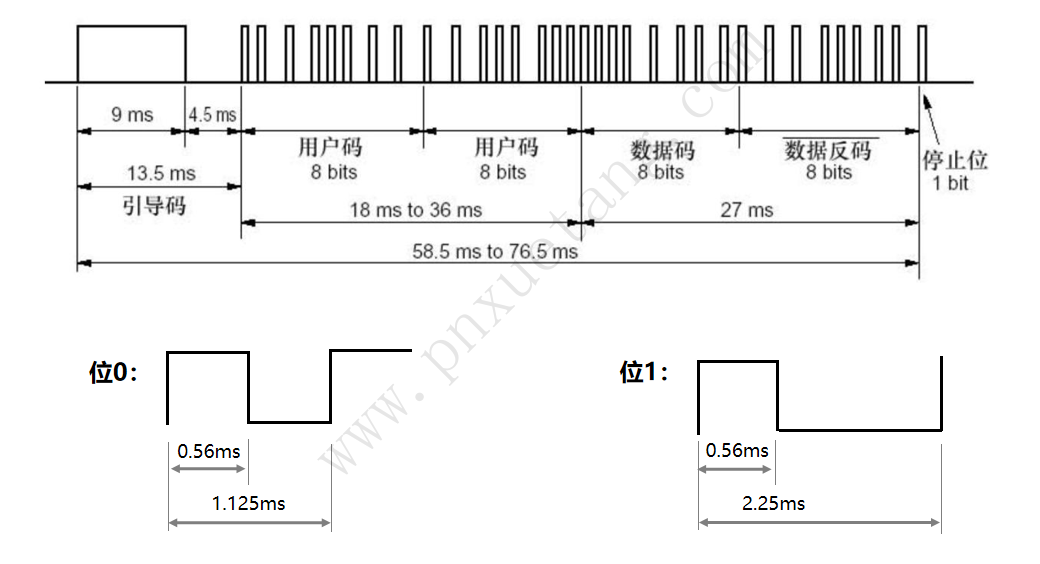 9 ms
4.5 ms
用户码
8 bits
用户码
8 bits
数据码
8 bits
数据反码
8 bits
停止位
1 bit
13.5 ms
引导码
18 ms to 36 ms
27 ms
58.5 ms to 76.5 ms
www.pnxuetang.com
位0：
0.56ms
1.125ms
位1：
0.56ms
2.25ms